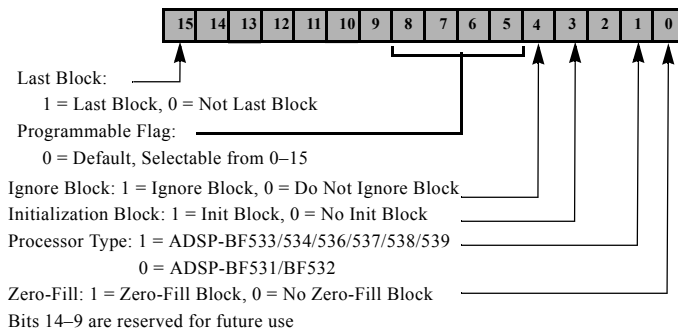 15 14 13 12 11 10 9 8 7 6 5 4 3 2 1 0
Last Block:
1 = Last Block, 0 = Not Last Block
Programmable Flag:
0 = Default, Selectable from 0–15
Ignore Block: 1 = Ignore Block, 0 = Do Not Ignore Block
Initialization Block: 1 = Init Block, 0 = No Init Block
Processor Type: 1 = ADSP-BF533/534/536/537/538/539
0 = ADSP-BF531/BF532
Zero-Fill: 1 = Zero-Fill Block, 0 = No Zero-Fill Block
Bits 14–9 are reserved for future use